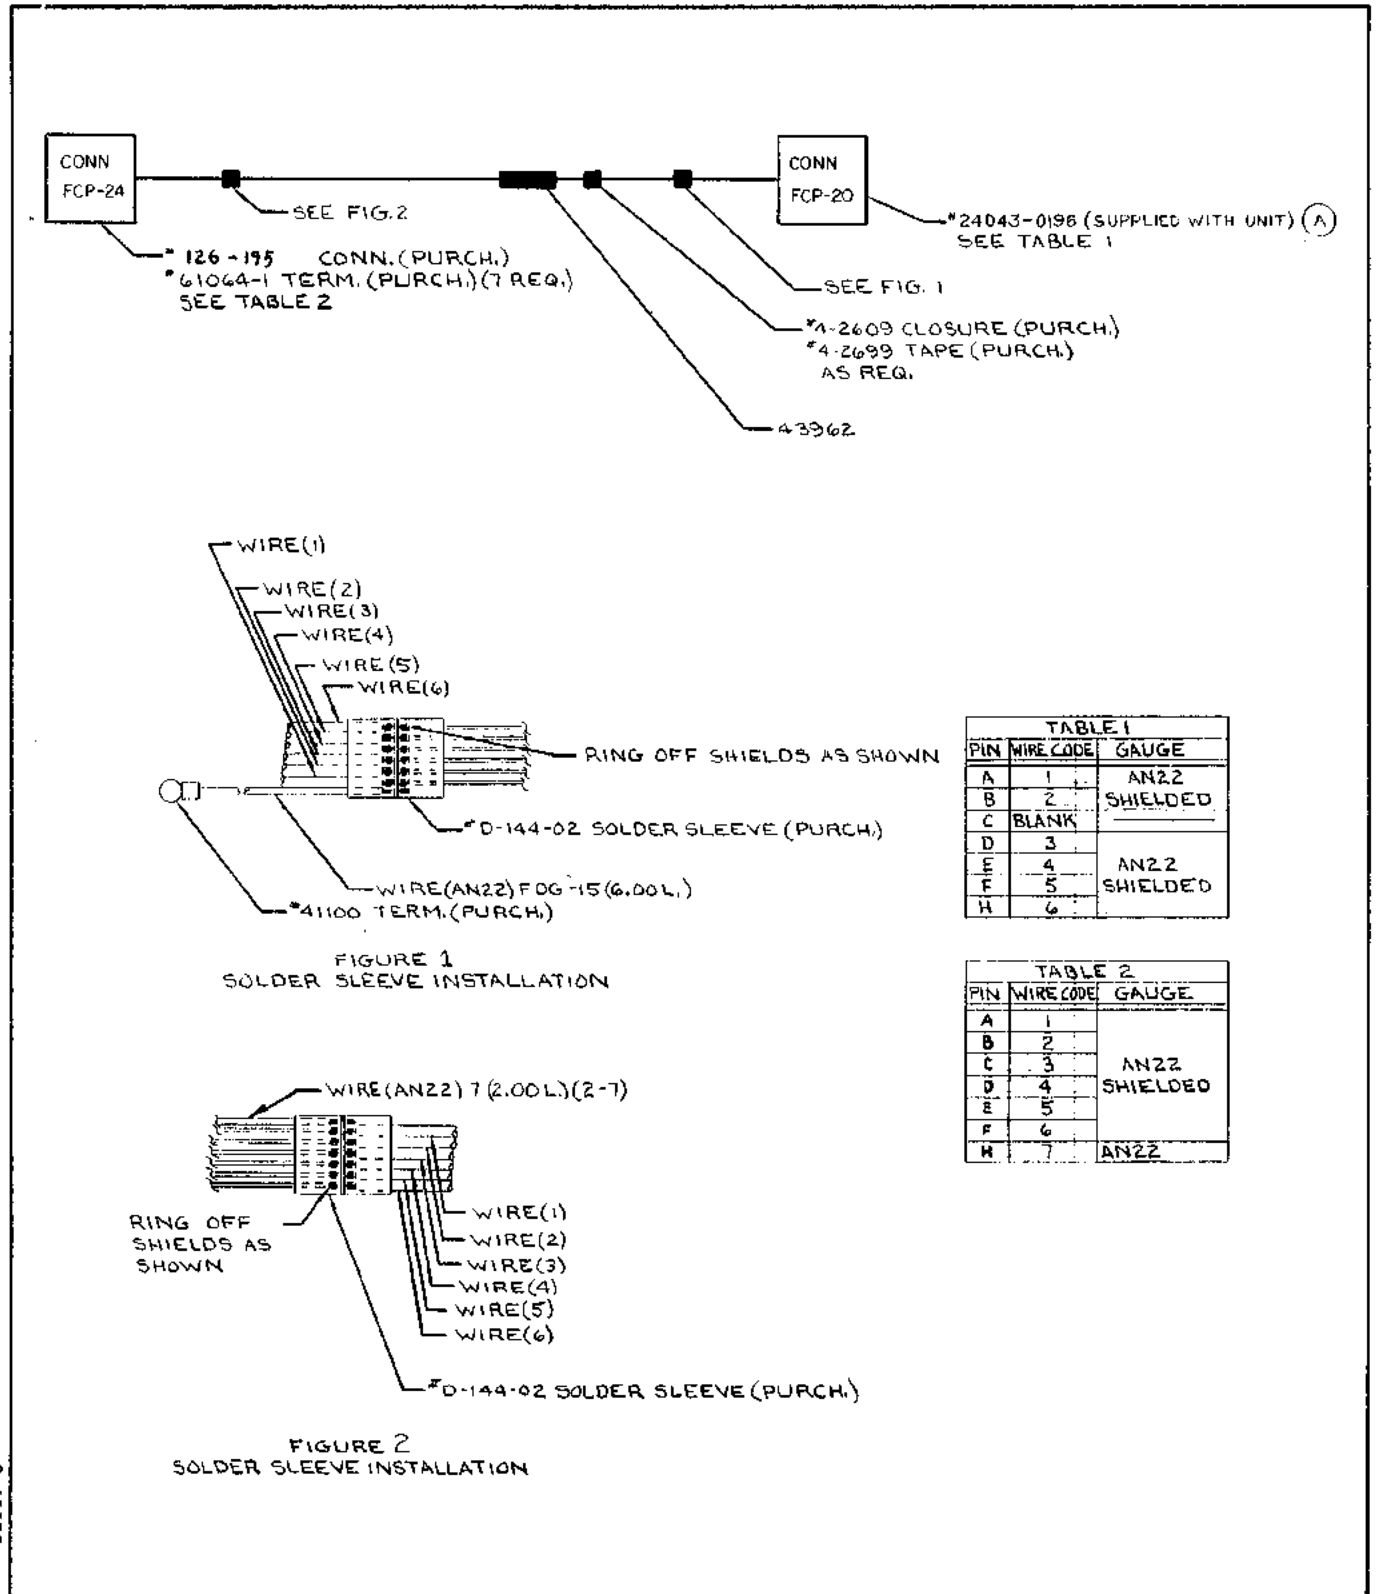 CONN
FCP-24
CONN
FCP-20
SEE FIG. 2
#24043-0196 (SUPPLIED WITH UNIT) (A)
SEE TABLE 1
#126-195 CONN. (PURCH.)
#61064-1 TERM. (PURCH.) (7 REQ.)
SEE TABLE 2
SEE FIG. 1
#4-2609 CLOSURE (PURCH.)
#4-2699 TAPE (PURCH.)
AS REQ.
43962
WIRE(1)
WIRE(2)
WIRE(3)
WIRE(4)
WIRE(5)
WIRE(6)
RING OFF SHIELDS AS SHOWN
#D-144-02 SOLDER SLEEVE (PURCH.)
WIRE(AN22) FDG-15 (6.00L.)
#41100 TERM. (PURCH.)
FIGURE 1
SOLDER SLEEVE INSTALLATION
TABLE 1
PIN WIRE CODE GAUGE
A 1 AN22
B 2 SHIELDED
C BLANK
D 3
E 4 AN22
F 5 SHIELDED
H 6
TABLE 2
PIN WIRE CODE GAUGE
A 1
B 2
C 3 AN22
D 4 SHIELDED
E 5
F 6
H 7 AN22
WIRE(AN22) 7 (2.00L.) (2-7)
RING OFF
SHIELDS AS
SHOWN
WIRE(1)
WIRE(2)
WIRE(3)
WIRE(4)
WIRE(5)
WIRE(6)
#D-144-02 SOLDER SLEEVE (PURCH.)
FIGURE 2
SOLDER SLEEVE INSTALLATION